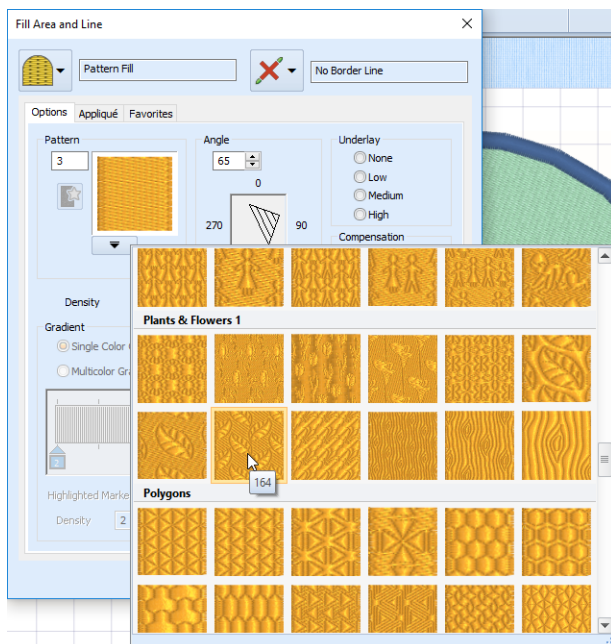 Fill Area and Line
Pattern Fill
No Border Line
Options Appliqué Favorites
Pattern Angle Underlay
3 65 None
0 Low
Medium
270 90 High
Compensation
Density
Plants & Flowers 1
Gradient
Single Color
Multicolor Gra
2
164
Highlighted Marke
Polygons
Density 2